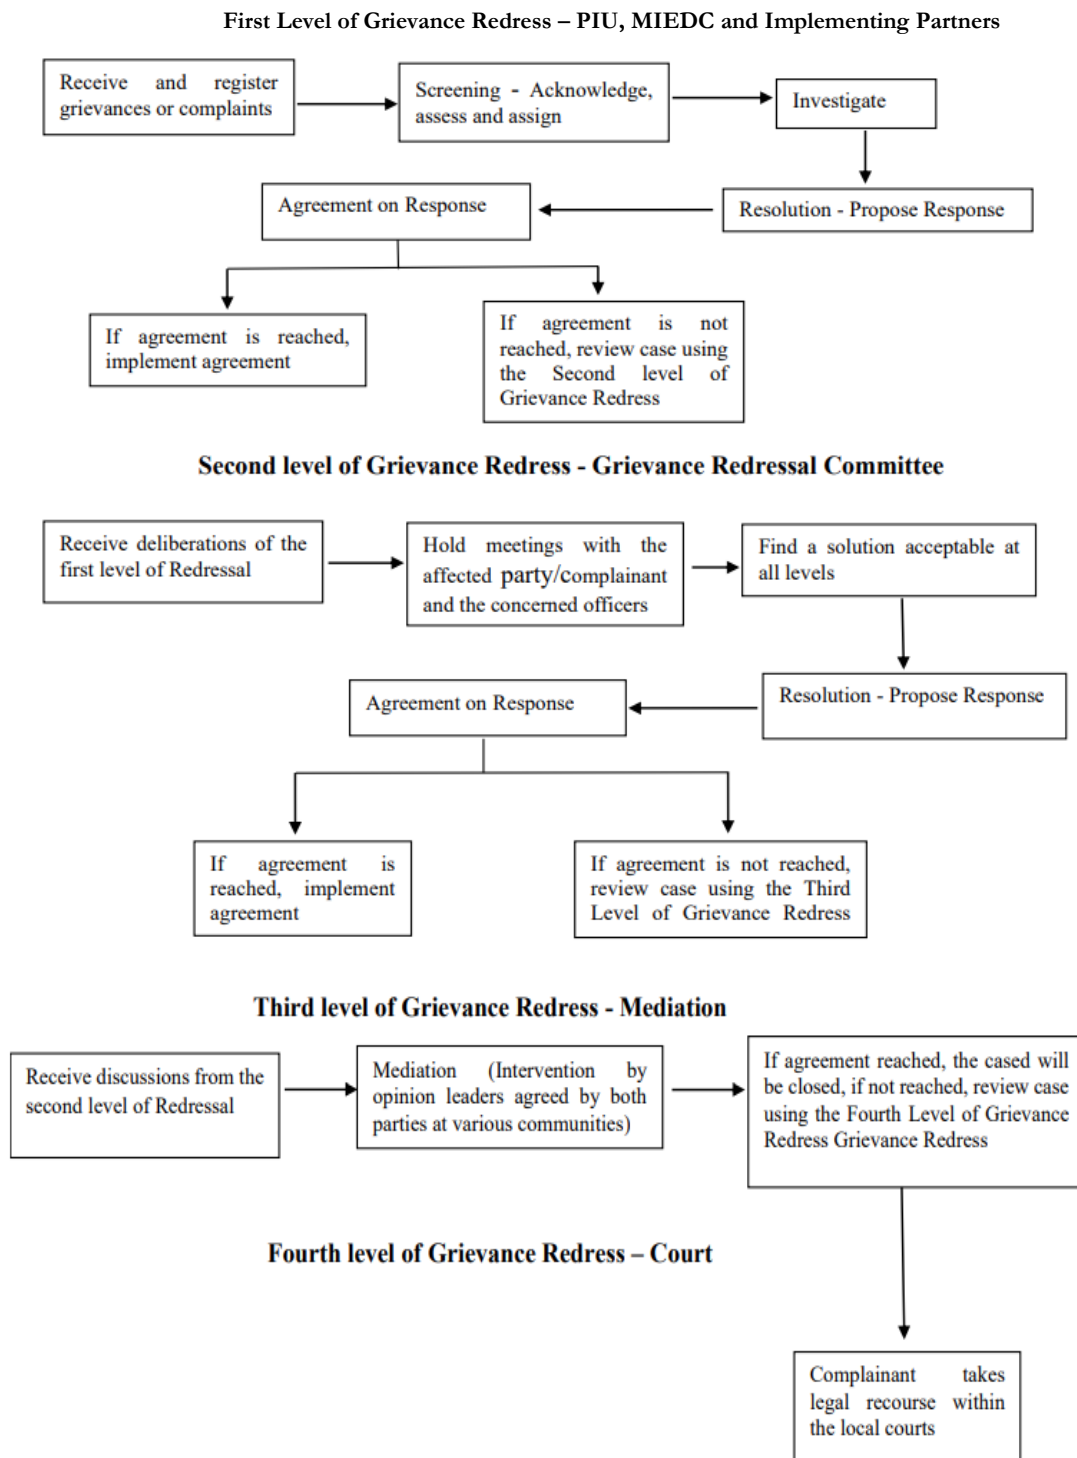 First Level of Grievance Redress – PIU, MIEDC and Implementing Partners
Receive and register
grievances or complaints
Screening - Acknowledge,
assess and assign
Investigate
Agreement on Response
Resolution - Propose Response
If agreement is reached,
implement agreement
If agreement is not
reached, review case using
the Second level of
Grievance Redress
Second level of Grievance Redress - Grievance Redressal Committee
Receive deliberations of the
first level of Redressal
Hold meetings with the
affected party/complainant
and the concerned officers
Find a solution acceptable at
all levels
Agreement on Response
Resolution - Propose Response
If agreement is
reached, implement
agreement
If agreement is not reached,
review case using the Third
Level of Grievance Redress
Third level of Grievance Redress - Mediation
Receive discussions from the
second level of Redressal
Mediation (Intervention by
opinion leaders agreed by both
parties at various communities)
If agreement reached, the cased will
be closed, if not reached, review case
using the Fourth Level of Grievance
Redress Grievance Redress
Fourth level of Grievance Redress – Court
Complainant takes
legal recourse within
the local courts